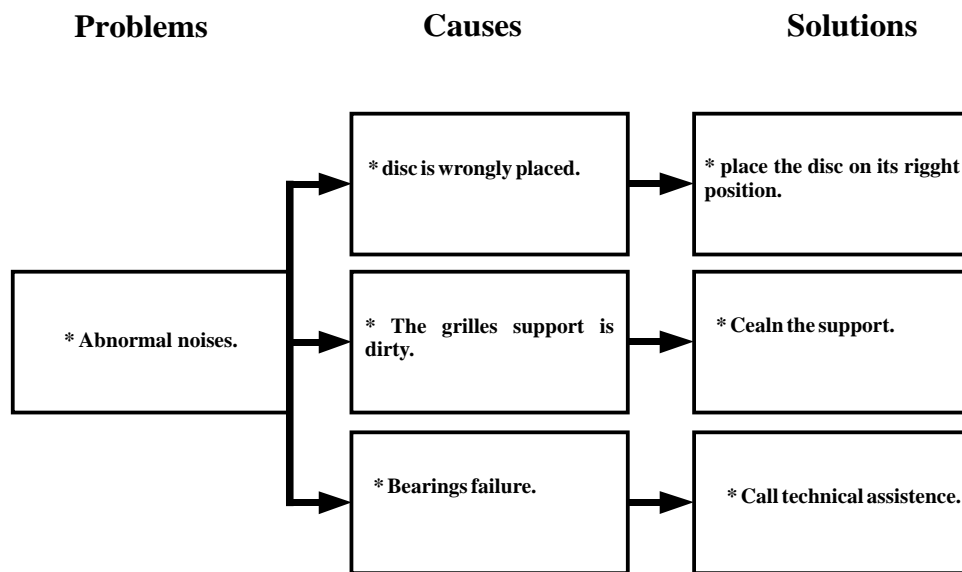 Problems Causes Solutions
* disc is wrongly placed.
* place the disc on its rigght
position.
* Abnormal noises.
* The grilles support is
dirty.
* Cealn the support.
* Bearings failure.
* Call technical assistence.